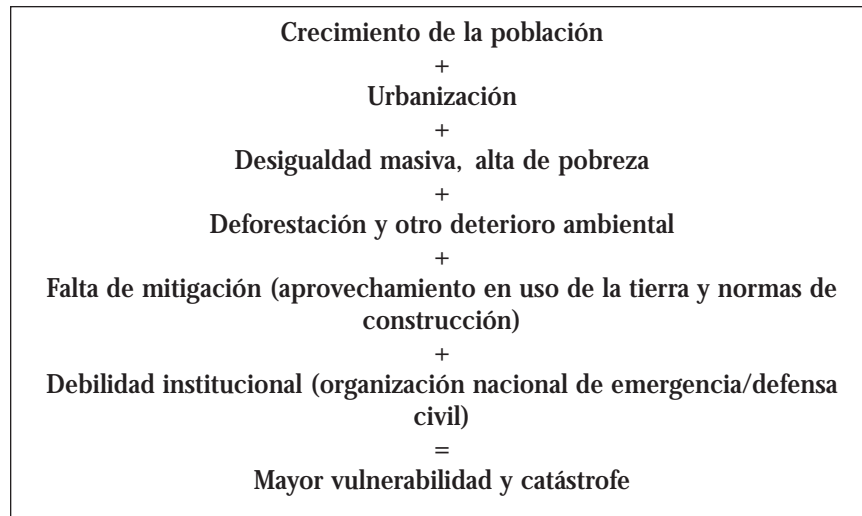 Crecimiento de la población
+
Urbanización
+
Desigualdad masiva, alta de pobreza
+
Deforestación y otro deterioro ambiental
+
Falta de mitigación (aprovechamiento en uso de la tierra y normas de
construcción)
+
Debilidad institucional (organización nacional de emergencia/defensa
civil)
=
Mayor vulnerabilidad y catástrofe